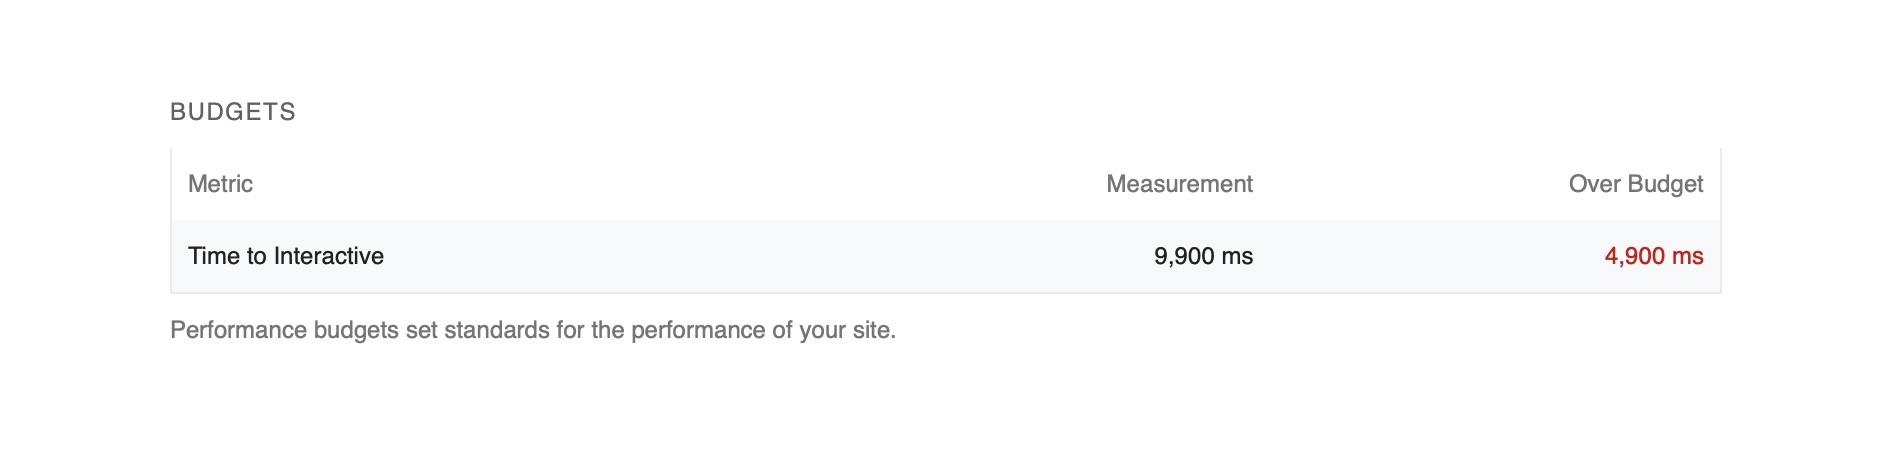 BUDGETS
Metric Measurement Over Budget
Time to Interactive 9,900 ms 4,900 ms
Performance budgets set standards for the performance of your site.